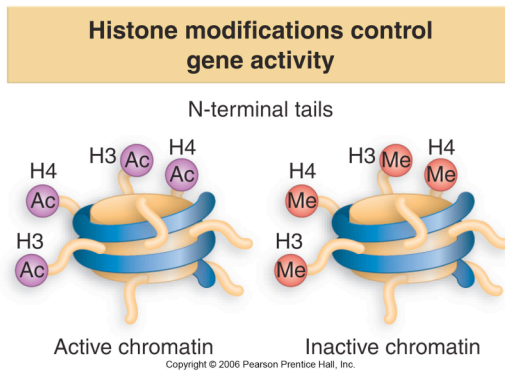 Histone modifications control
gene activity
N-terminal tails
H3 Ac H4 Ac
H4 Ac
H3 Ac
H3 Me H4 Me
H4 Me
H3 Me
Active chromatin
Inactive chromatin
Copyright © 2006 Pearson Prentice Hall, Inc.